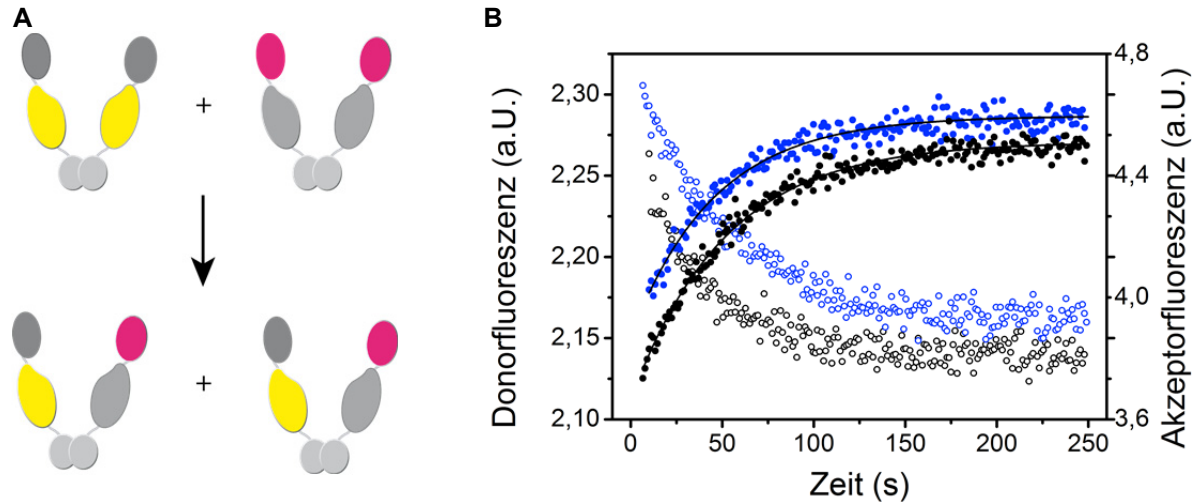 A
+
+
B
Donorfluoreszenz (a.U.)
2,30
2,25
2,20
2,15
2,10
4,8
4,4
4,0
3,6
Akzeptorfluoreszenz (a.U.)
0 50 100 150 200 250
Zeit (s)